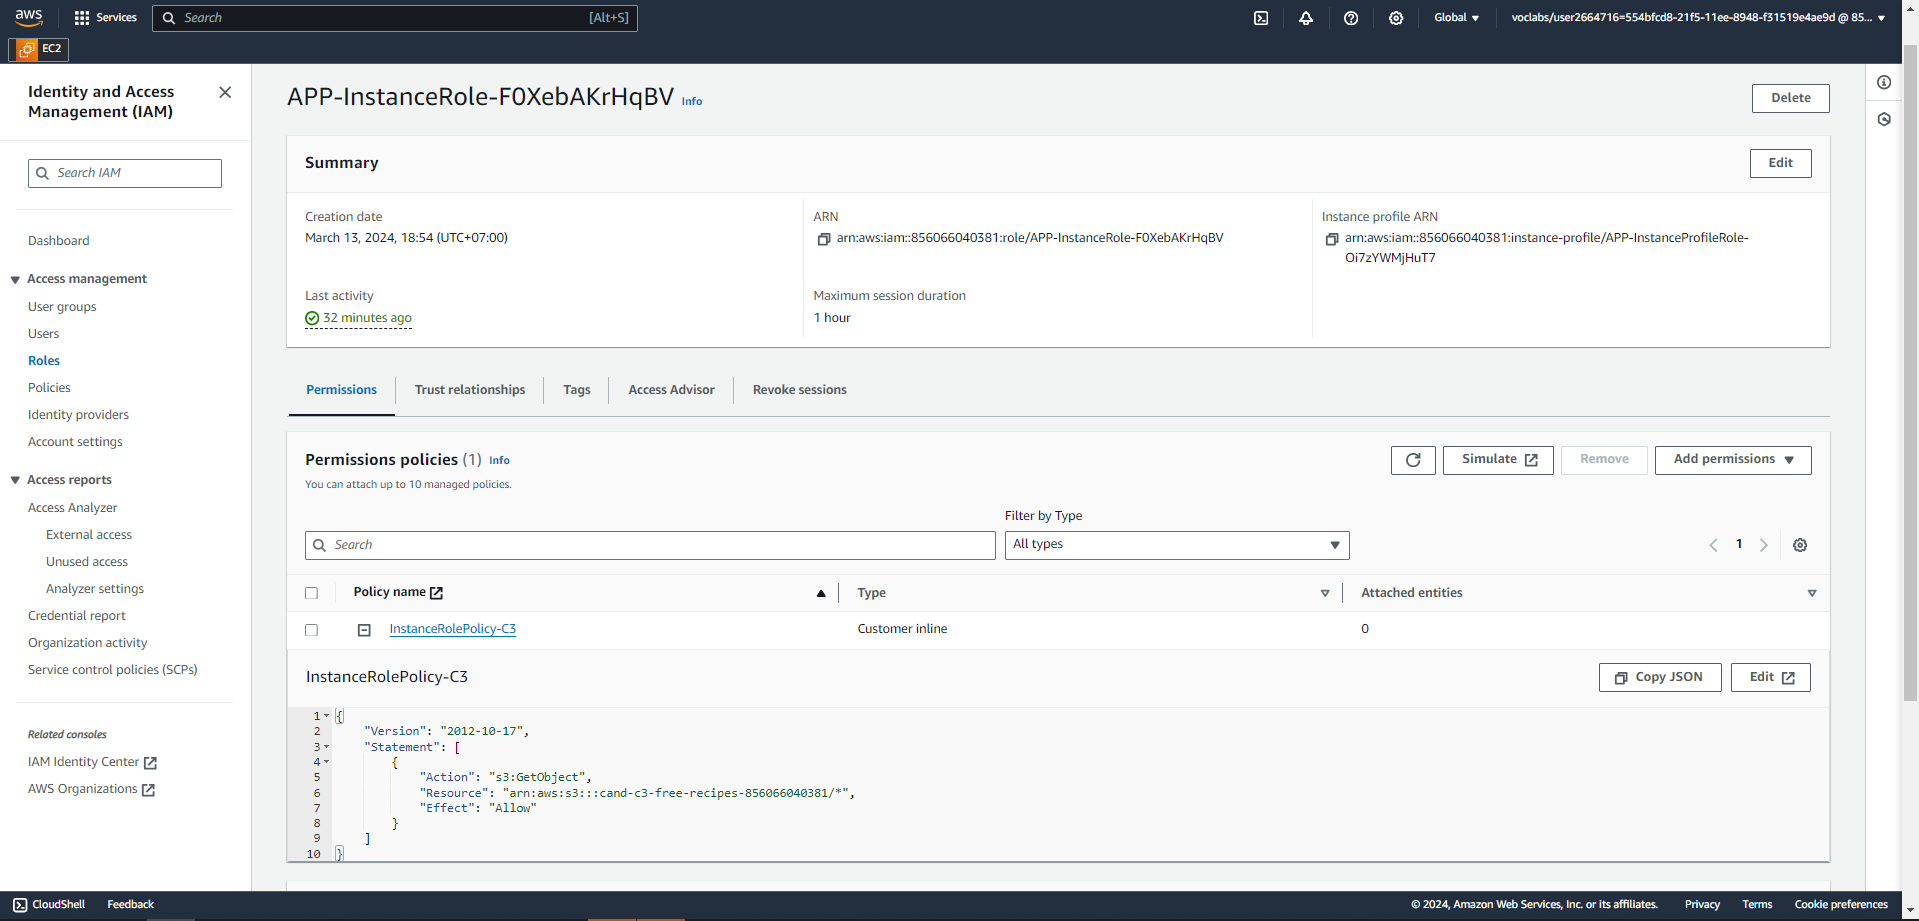 aws
Services
Search
[Alt+S]
Global
voclabs/user2664716=554bfcd8-21f5-11ee-8948-f31519e4ae9d @ 85...
EC2
Identity and Access
Management (IAM)
Search IAM
Dashboard
Access management
User groups
Users
Roles
Policies
Identity providers
Account settings
Access reports
Access Analyzer
External access
Unused access
Analyzer settings
Credential report
Organization activity
Service control policies (SCPs)
Related consoles
IAM Identity Center
AWS Organizations
APP-InstanceRole-F0XebAKrHqBV Info
Delete
Summary
Edit
Creation date
March 13, 2024, 18:54 (UTC+07:00)
ARN
arn:aws:iam::856066040381:role/APP-InstanceRole-F0XebAKrHqBV
Instance profile ARN
arn:aws:iam::856066040381:instance-profile/APP-InstanceProfileRole-
Oi7zYWMjHuT7
Last activity
32 minutes ago
Maximum session duration
1 hour
Permissions
Trust relationships
Tags
Access Advisor
Revoke sessions
Permissions policies (1) Info
You can attach up to 10 managed policies.
Simulate
Remove
Add permissions
Filter by Type
Search
All types
1
Policy name
Type
Attached entities
InstanceRolePolicy-C3
Customer inline
0
InstanceRolePolicy-C3
Copy JSON
Edit
1 {
2 "Version": "2012-10-17",
3 "Statement": [
4 {
5 "Action": "s3:GetObject",
6 "Resource": "arn:aws:s3:::cand-c3-free-recipes-856066040381/*",
7 "Effect": "Allow"
8 }
9 ]
10 }
CloudShell
Feedback
© 2024, Amazon Web Services, Inc. or its affiliates.
Privacy
Terms
Cookie preferences